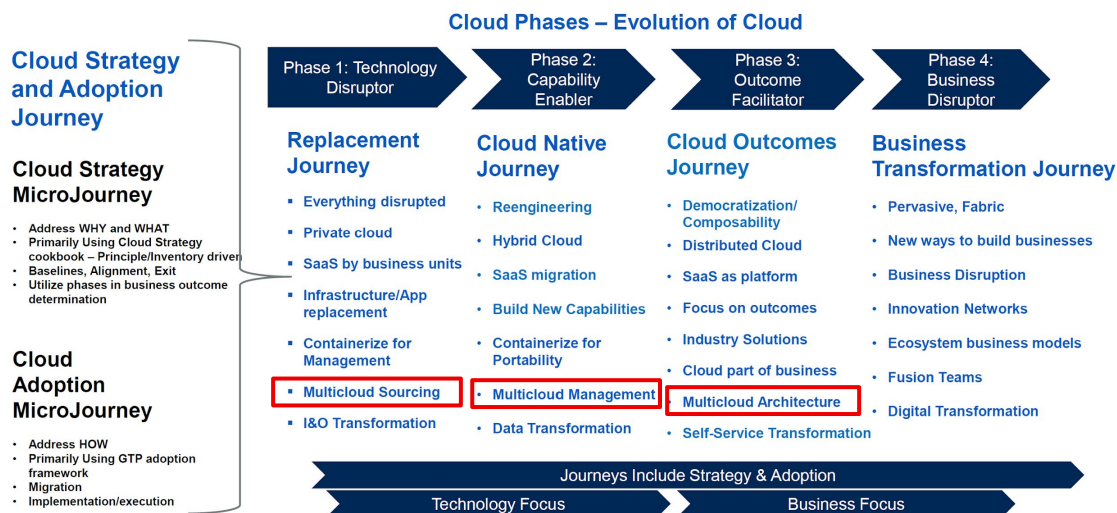 Cloud Phases – Evolution of Cloud
Cloud Strategy
and Adoption
Journey
Cloud Strategy
MicroJourney
Address WHY and WHAT
Primarily Using Cloud Strategy
cookbook – Principle/Inventory driven
Baselines, Alignment, Exit
Utilize phases in business outcome
determination
Cloud
Adoption
MicroJourney
Address HOW
Primarily Using GTP adoption
framework
Migration
Implementation/execution
Phase 1: Technology
Disruptor
Replacement
Journey
Everything disrupted
Private cloud
SaaS by business units
Infrastructure/App
replacement
Containerize for
Management
Multicloud Sourcing
I&O Transformation
Phase 2:
Capability
Enabler
Cloud Native
Journey
Reengineering
Hybrid Cloud
SaaS migration
Build New Capabilities
Containerize for
Portability
Multicloud Management
Data Transformation
Phase 3:
Outcome
Facilitator
Cloud Outcomes
Journey
Democratization/
Composability
Distributed Cloud
SaaS as platform
Focus on outcomes
Industry Solutions
Cloud part of business
Multicloud Architecture
Self-Service Transformation
Phase 4:
Business
Disruptor
Business
Transformation Journey
Pervasive, Fabric
New ways to build businesses
Business Disruption
Innovation Networks
Ecosystem business models
Fusion Teams
Digital Transformation
Journeys Include Strategy & Adoption
Technology Focus
Business Focus